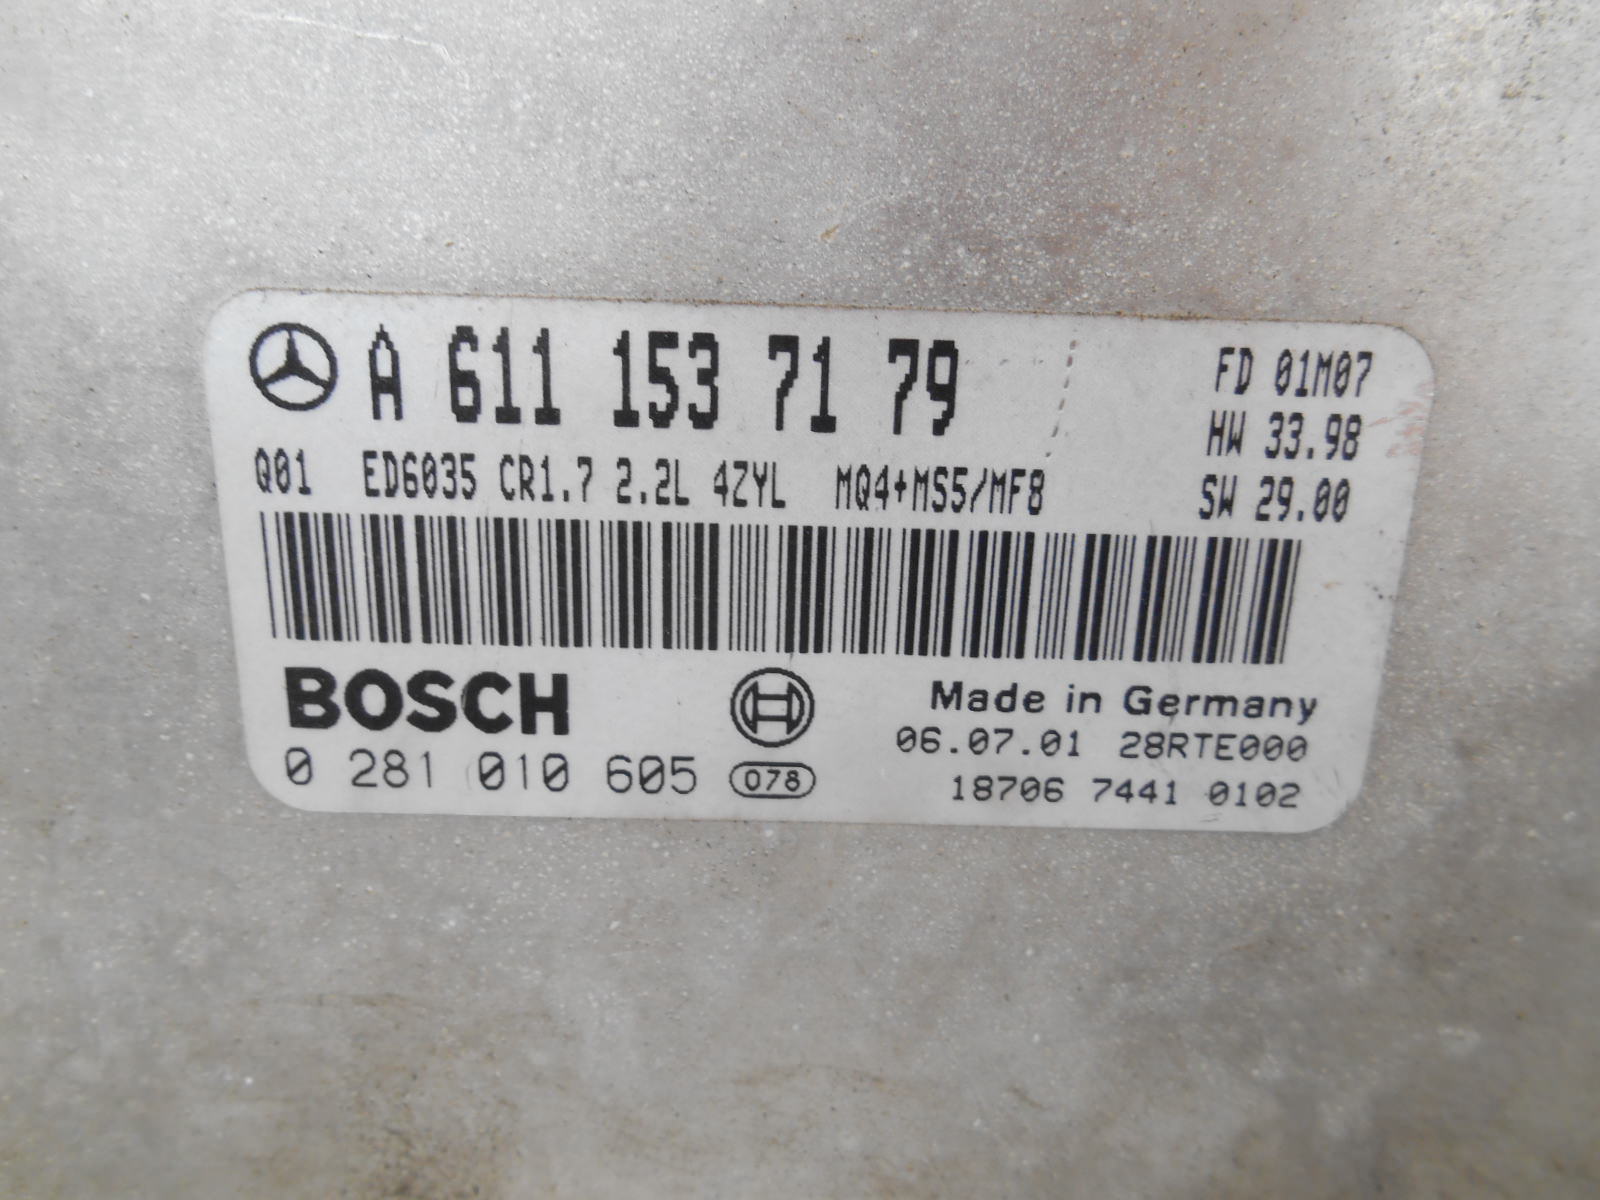 A 611 153 71 79
FD 01M07
HW 33.98
Q01 ED6035 CR1.7 2.2L 4ZYL MQ4+MS5/MF8
SW 29.00
BOSCH
Made in Germany
06.07.01 28RTE000
0 281 010 605 078
18706 7441 0102